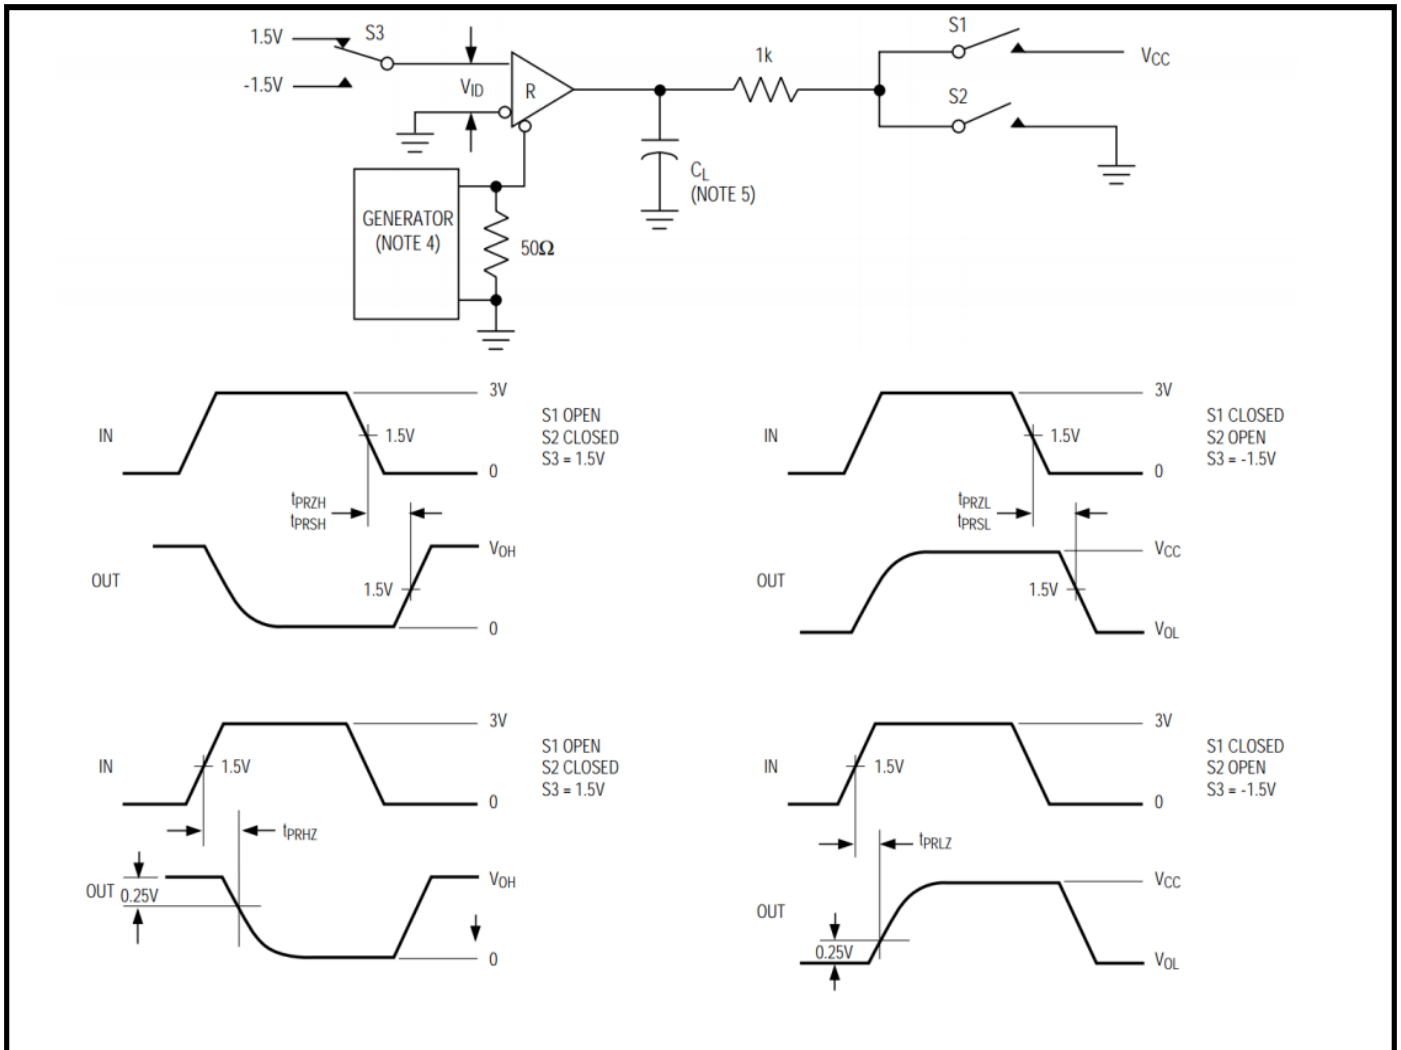 1.5V
S3
-1.5V
VID
R
1k
S1
VCC
S2
CL
(NOTE 5)
GENERATOR
(NOTE 4)
50Ω
IN
3V
1.5V
0
S1 OPEN
S2 CLOSED
S3 = 1.5V
tPRZH
tPRSH
OUT
VOH
1.5V
0
IN
3V
1.5V
0
S1 CLOSED
S2 OPEN
S3 = -1.5V
tPRZL
tPRSL
OUT
VCC
1.5V
VOL
IN
3V
1.5V
0
S1 OPEN
S2 CLOSED
S3 = 1.5V
tPRHZ
OUT
0.25V
VOH
0
IN
3V
1.5V
0
S1 CLOSED
S2 OPEN
S3 = -1.5V
tPRLZ
OUT
0.25V
VCC
VOL